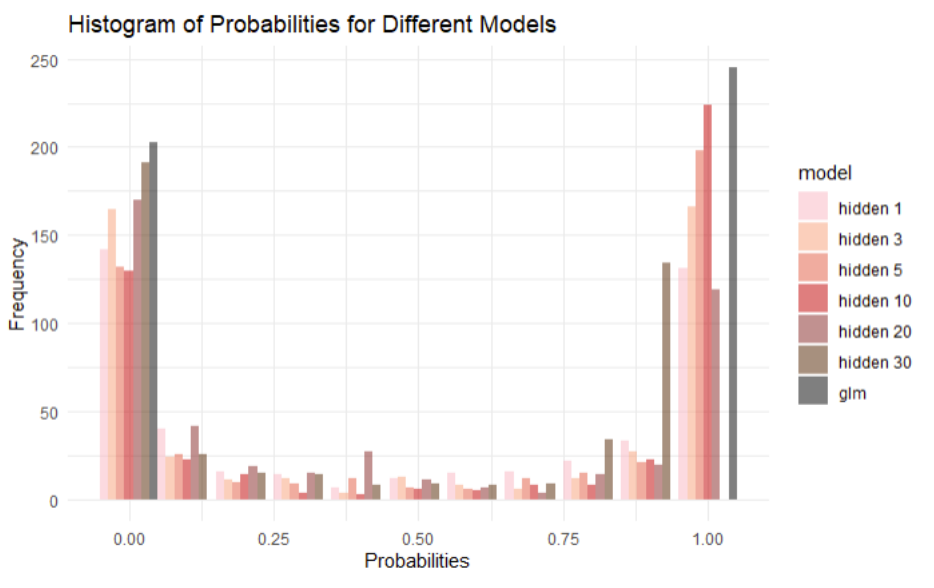 Histogram of Probabilities for Different Models
250
200
150
100
50
0
Frequency
0.00
0.25
0.50
0.75
1.00
Probabilities
model
hidden 1
hidden 3
hidden 5
hidden 10
hidden 20
hidden 30
glm